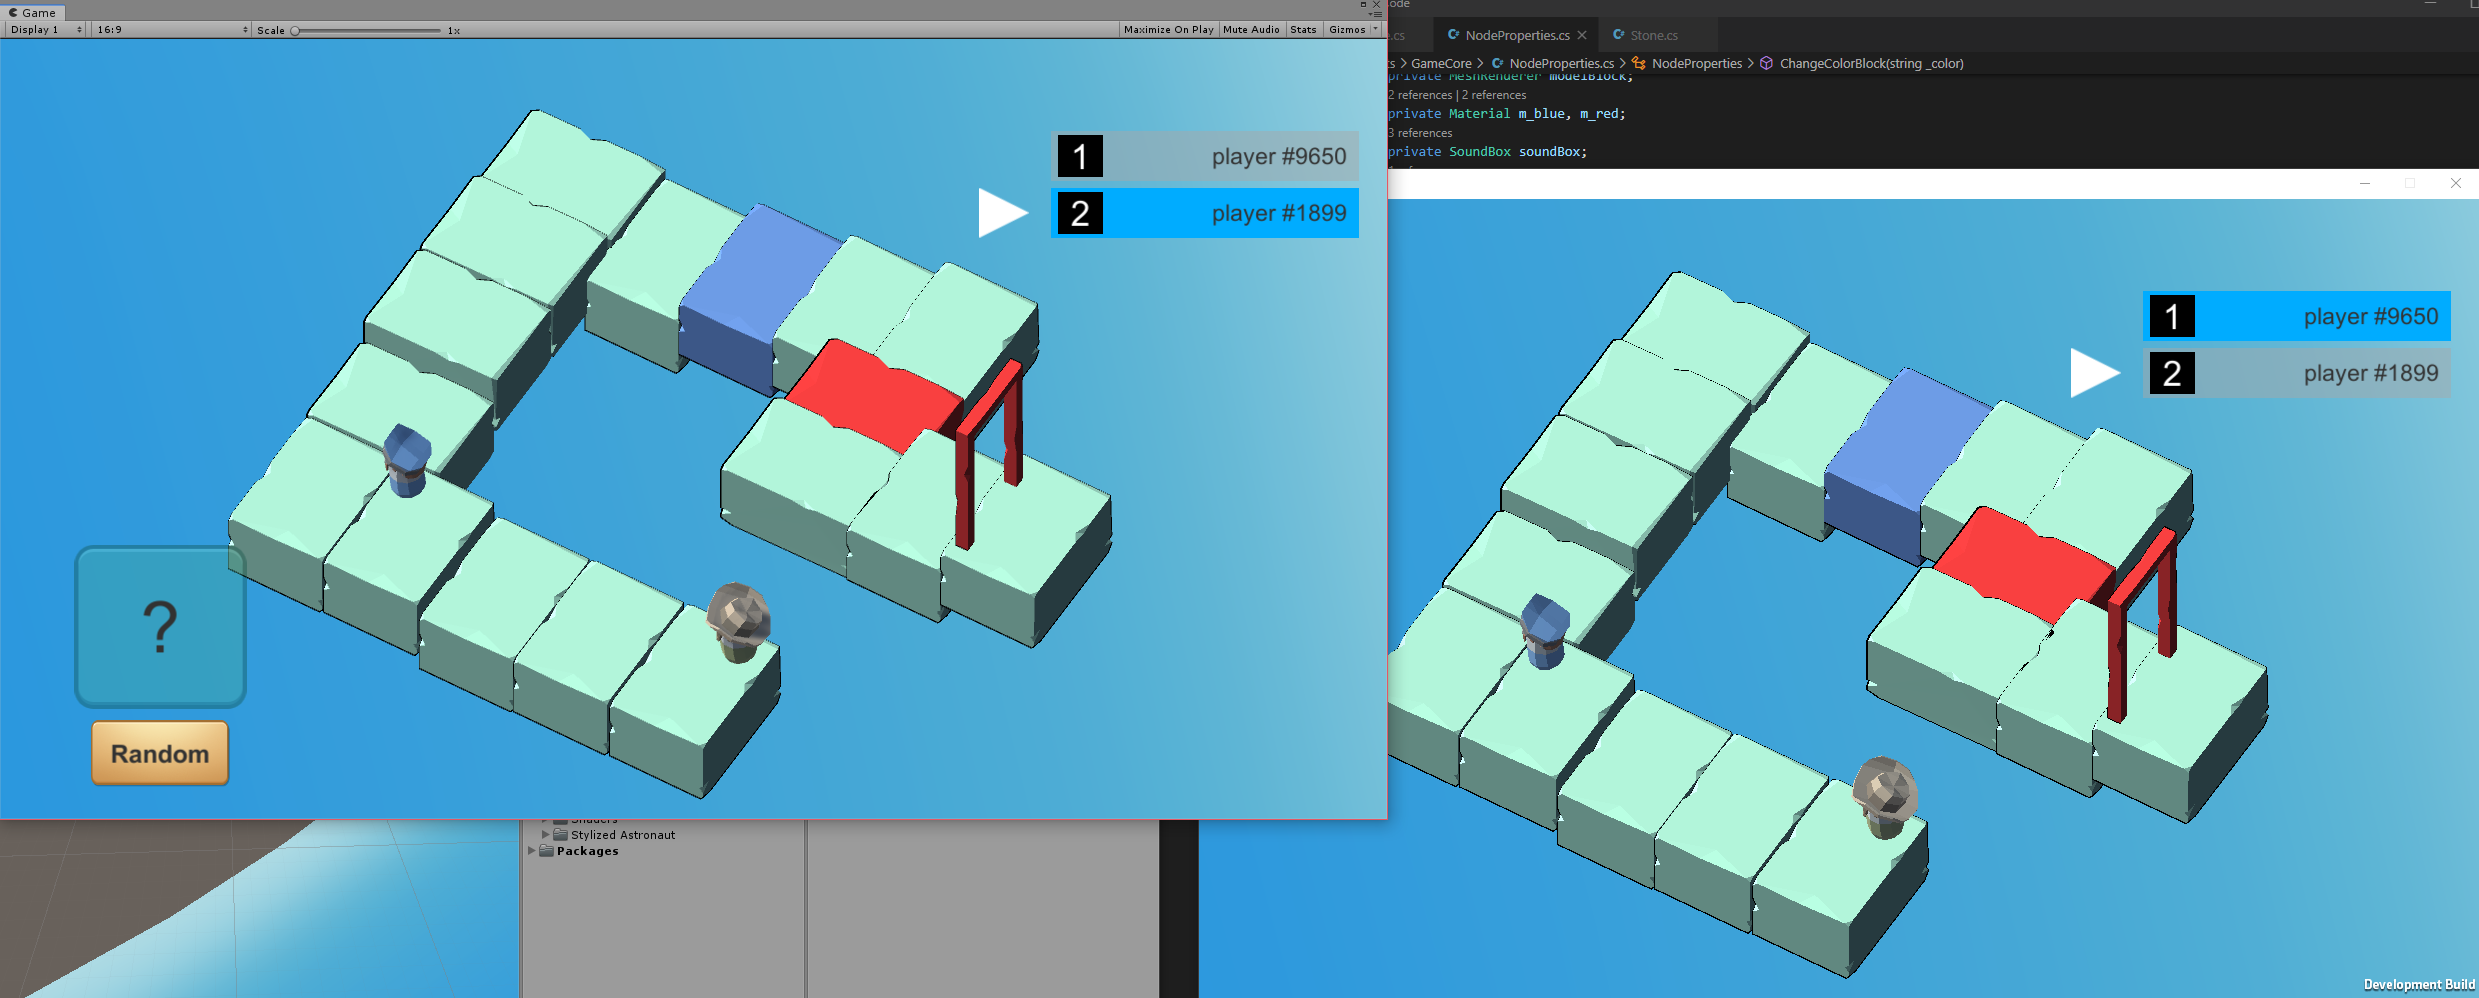 Game
Display 1 16:9 Scale 1x Maximize On Play Mute Audio Stats Gizmos
1 player #9650
2 player #1899
?
Random
Stylized Astronaut
Packages
NodeProperties.cs Stone.cs
GameCore > NodeProperties.cs > NodeProperties > ChangeColorBlock(string _color)
private MeshRenderer modelBlock;
2 references | 2 references
private Material m_blue, m_red;
3 references
private SoundBox soundBox;
1 player #9650
2 player #1899
Development Build